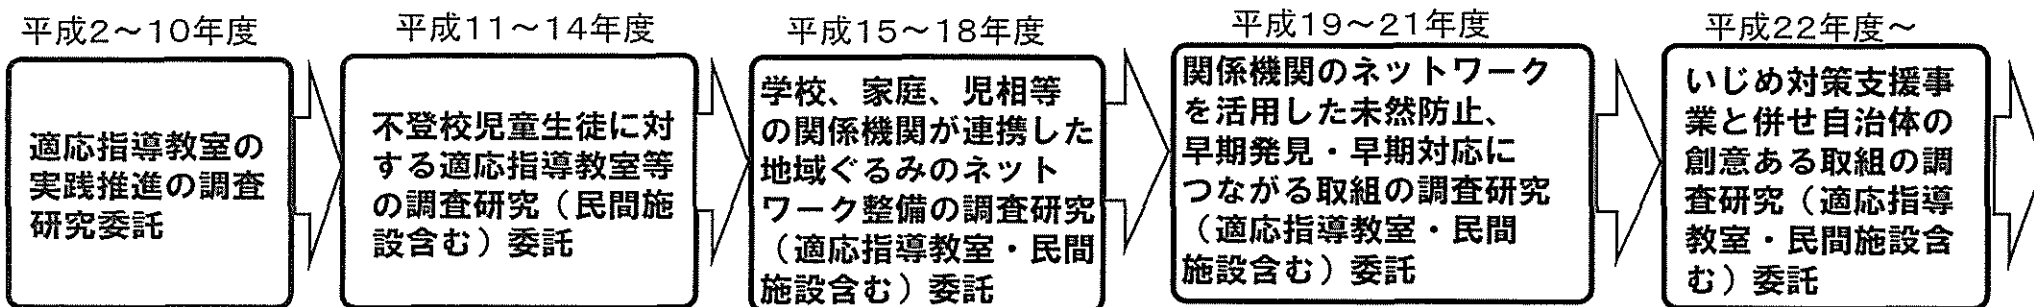 平成2～10年度
適応指導教室の
実践推進の調査
研究委託
平成11～14年度
不登校児童生徒に対
する適応指導教室等
の調査研究（民間施
設含む）委託
平成15～18年度
学校、家庭、児相等
の関係機関が連携した
地域ぐるみのネット
ワーク整備の調査研究
（適応指導教室・民間
施設含む）委託
平成19～21年度
関係機関のネットワーク
を活用した未然防止、
早期発見・早期対応に
つながる取組の調査研究
（適応指導教室・民間
施設含む）委託
平成22年度～
いじめ対策支援事
業と併せ自治体の
創意ある取組の調
査研究（適応指導
教室・民間施設含
む）委託